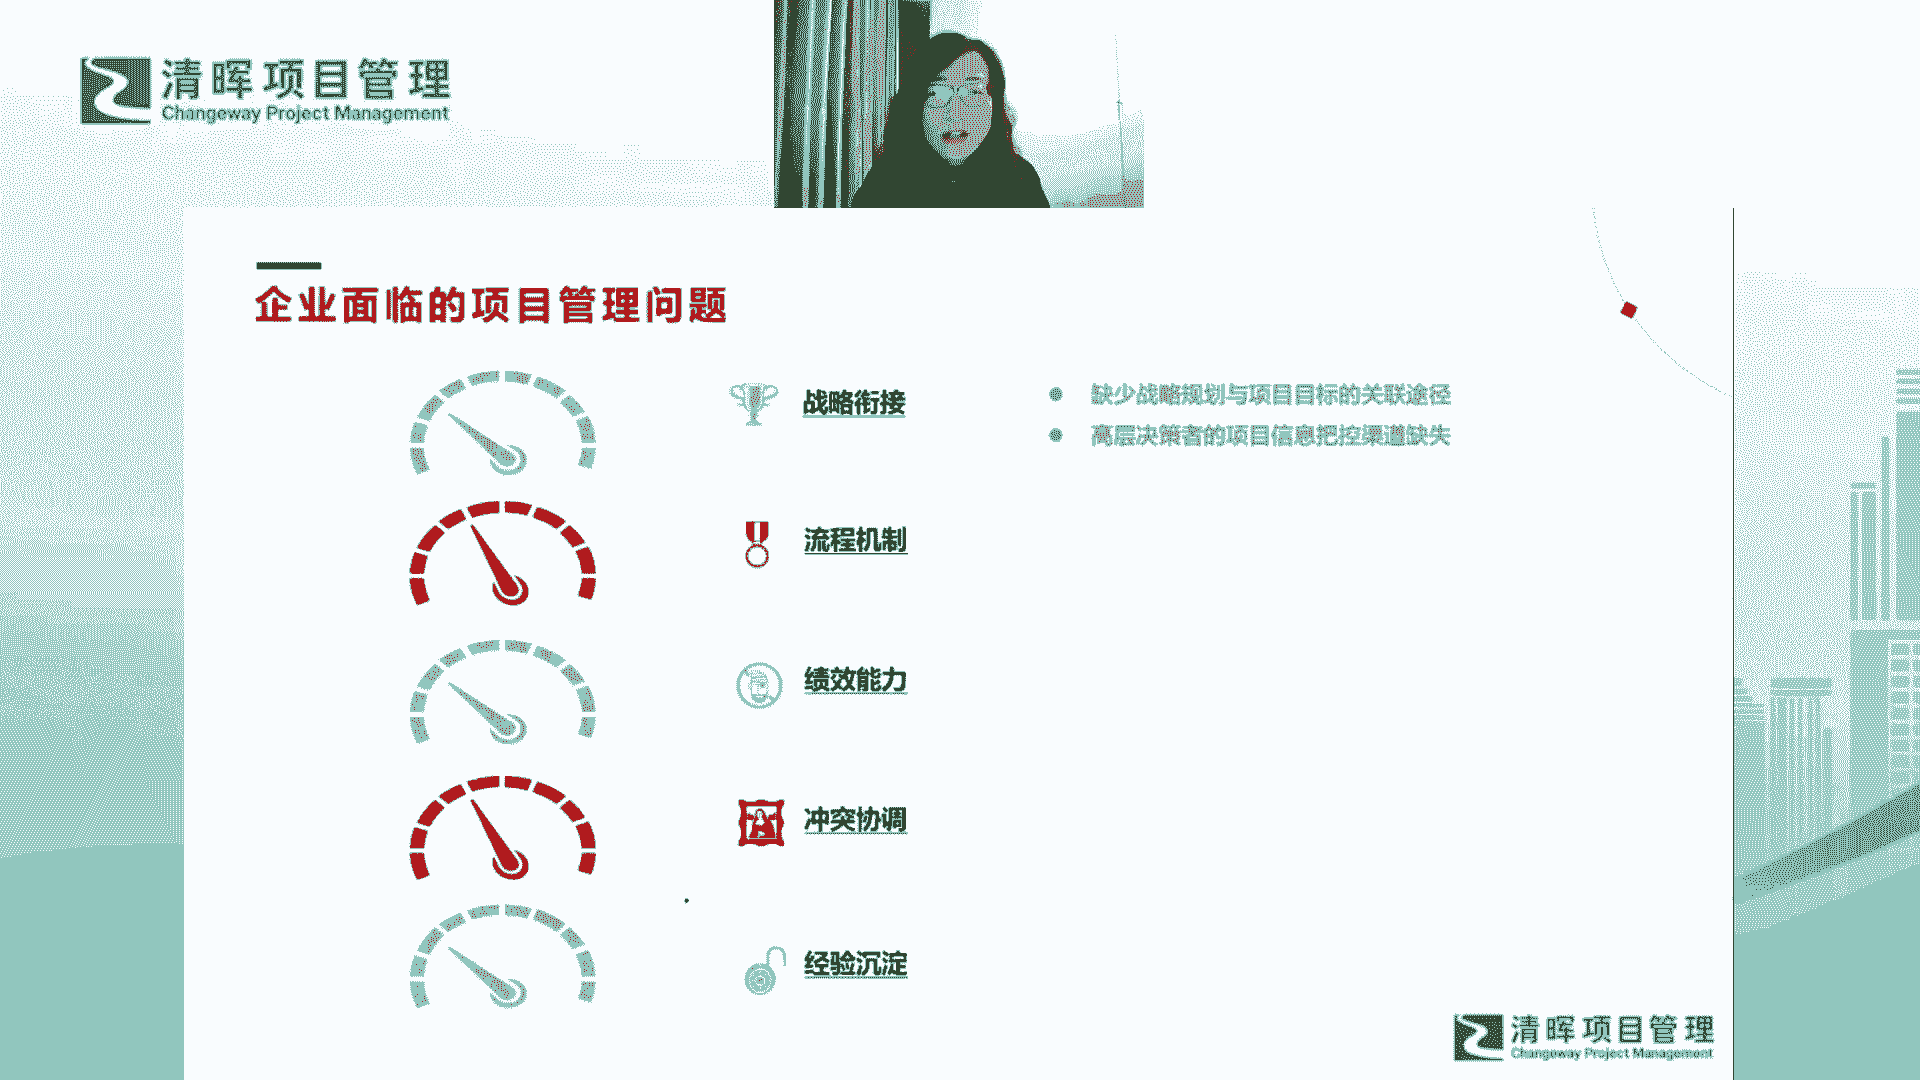 清晖项目管理
Changeway Project Management
企业面临的项目管理问题
战略衔接
缺少战略规划与项目目标的关联途径
高层决策者的项目信息把控渠道缺失
流程机制
绩效能力
冲突协调
经验沉淀
清晖项目管理
Changeway Project Management